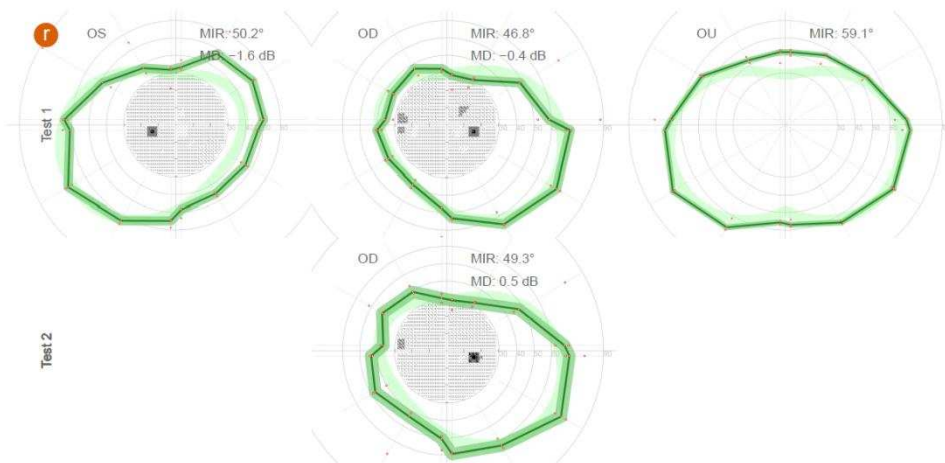 r
OS
MIR: 50.2°
MD: −1.6 dB
OD
MIR: 46.8°
MD: −0.4 dB
OU
MIR: 59.1°
Test 1
OD
MIR: 49.3°
MD: 0.5 dB
Test 2